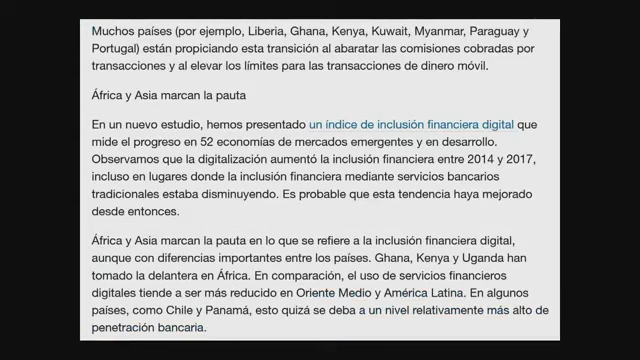 Muchos países (por ejemplo, Liberia, Ghana, Kenya, Kuwait, Myanmar, Paraguay y
Portugal) están propiciando esta transición al abaratar las comisiones cobradas por
transacciones y al elevar los límites para las transacciones de dinero móvil.
África y Asia marcan la pauta
En un nuevo estudio, hemos presentado un índice de inclusión financiera digital que
mide el progreso en 52 economías de mercados emergentes y en desarrollo.
Observamos que la digitalización aumentó la inclusión financiera entre 2014 y 2017,
incluso en lugares donde la inclusión financiera mediante servicios bancarios
tradicionales estaba disminuyendo. Es probable que esta tendencia haya mejorado
desde entonces.
África y Asia marcan la pauta en lo que se refiere a la inclusión financiera digital,
aunque con diferencias importantes entre los países. Ghana, Kenya y Uganda han
tomado la delantera en África. En comparación, el uso de servicios financieros
digitales tiende a ser más reducido en Oriente Medio y América Latina. En algunos
países, como Chile y Panamá, esto quizá se deba a un nivel relativamente más alto de
penetración bancaria.